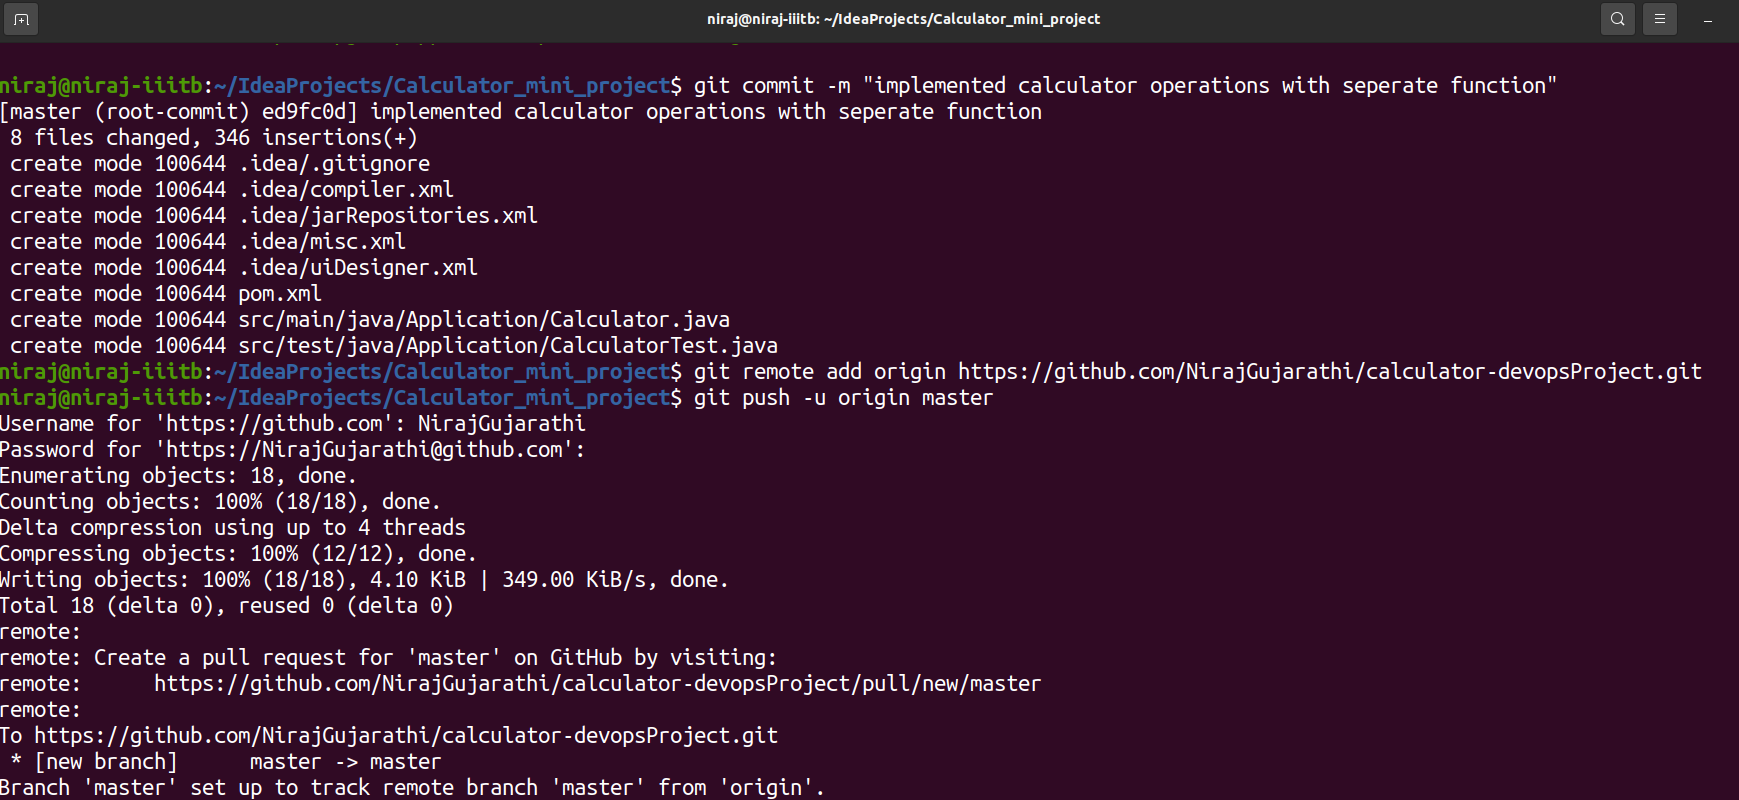 niraj@niraj-iiitb: ~/IdeaProjects/Calculator_mini_project
niraj@niraj-iiitb:~/IdeaProjects/Calculator_mini_project$ git commit -m "implemented calculator operations with seperate function"
[master (root-commit) ed9fc0d] implemented calculator operations with seperate function
 8 files changed, 346 insertions(+)
 create mode 100644 .idea/.gitignore
 create mode 100644 .idea/compiler.xml
 create mode 100644 .idea/jarRepositories.xml
 create mode 100644 .idea/misc.xml
 create mode 100644 .idea/uiDesigner.xml
 create mode 100644 pom.xml
 create mode 100644 src/main/java/Application/Calculator.java
 create mode 100644 src/test/java/Application/CalculatorTest.java
niraj@niraj-iiitb:~/IdeaProjects/Calculator_mini_project$ git remote add origin https://github.com/NirajGujarathi/calculator-devopsProject.git
niraj@niraj-iiitb:~/IdeaProjects/Calculator_mini_project$ git push -u origin master
Username for 'https://github.com': NirajGujarathi
Password for 'https://NirajGujarathi@github.com':
Enumerating objects: 18, done.
Counting objects: 100% (18/18), done.
Delta compression using up to 4 threads
Compressing objects: 100% (12/12), done.
Writing objects: 100% (18/18), 4.10 KiB | 349.00 KiB/s, done.
Total 18 (delta 0), reused 0 (delta 0)
remote:
remote: Create a pull request for 'master' on GitHub by visiting:
remote:      https://github.com/NirajGujarathi/calculator-devopsProject/pull/new/master
remote:
To https://github.com/NirajGujarathi/calculator-devopsProject.git
 * [new branch]      master -> master
Branch 'master' set up to track remote branch 'master' from 'origin'.